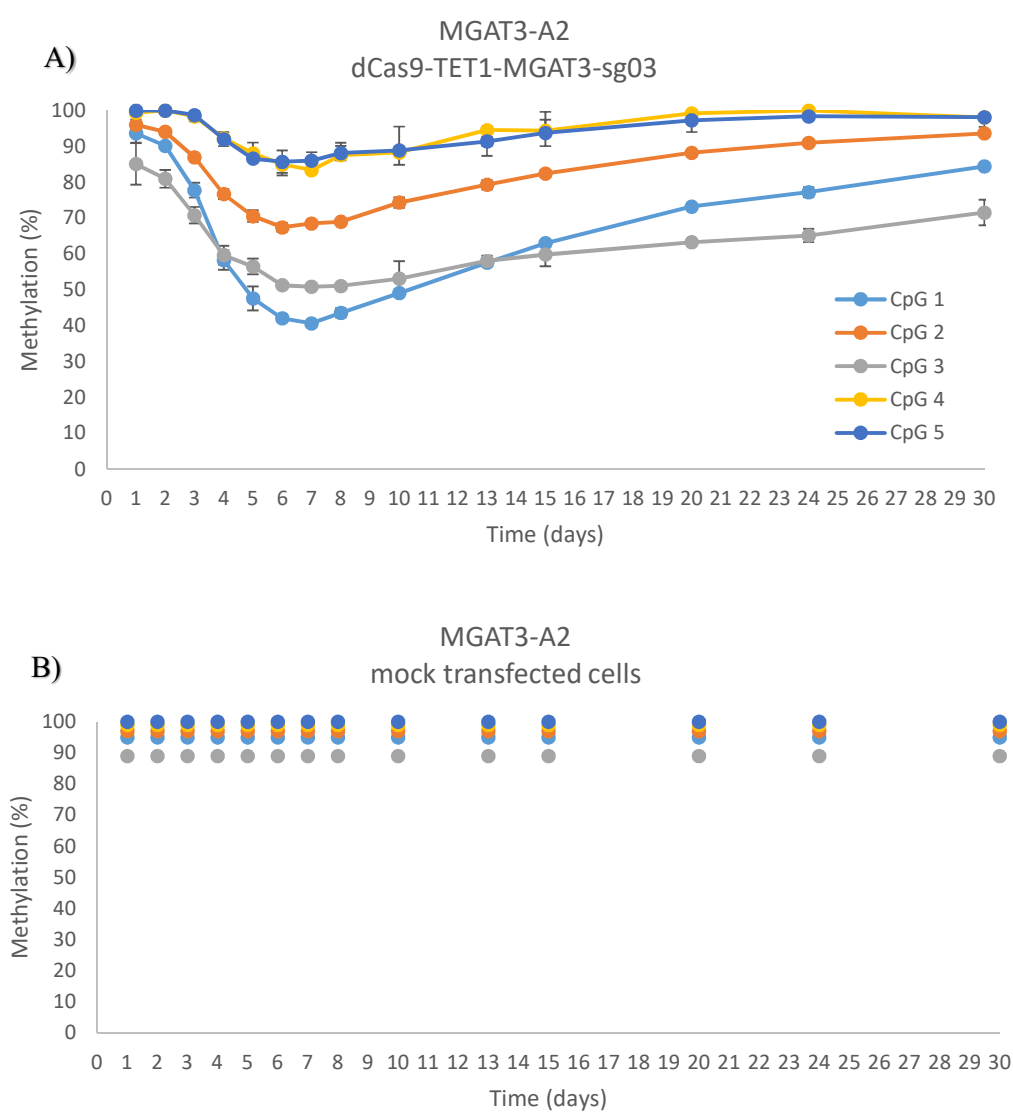 MGAT3-A2
A)
dCas9-TET1-MGAT3-sg03
100
90
80
70
60
50
40
30
20
10
0
Methylation (%)
CpG 1
CpG 2
CpG 3
CpG 4
CpG 5
0 1 2 3 4 5 6 7 8 9 10 11 12 13 14 15 16 17 18 19 20 21 22 23 24 25 26 27 28 29 30
Time (days)
MGAT3-A2
B)
mock transfected cells
100
90
80
70
60
50
40
30
20
10
0
Methylation (%)
0 1 2 3 4 5 6 7 8 9 10 11 12 13 14 15 16 17 18 19 20 21 22 23 24 25 26 27 28 29 30
Time (days)